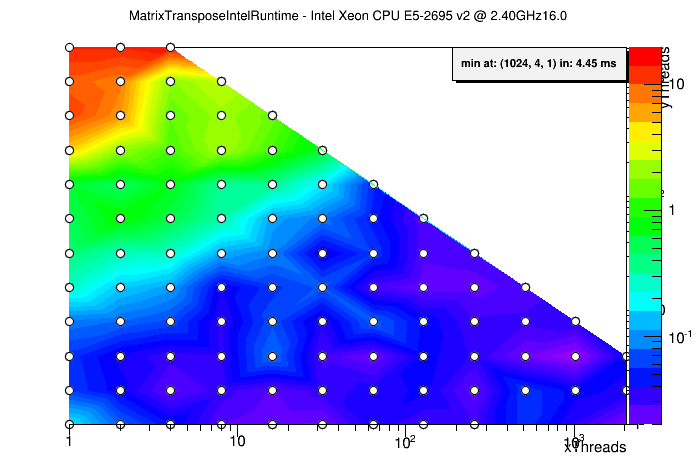 MatrixTransposeIntelRuntime - Intel Xeon CPU E5-2695 v2 @ 2.40GHz16.0
min at: (1024, 4, 1) in: 4.45 ms
yThreads
10
1
10-1
1
10
10²
10³
xThreads